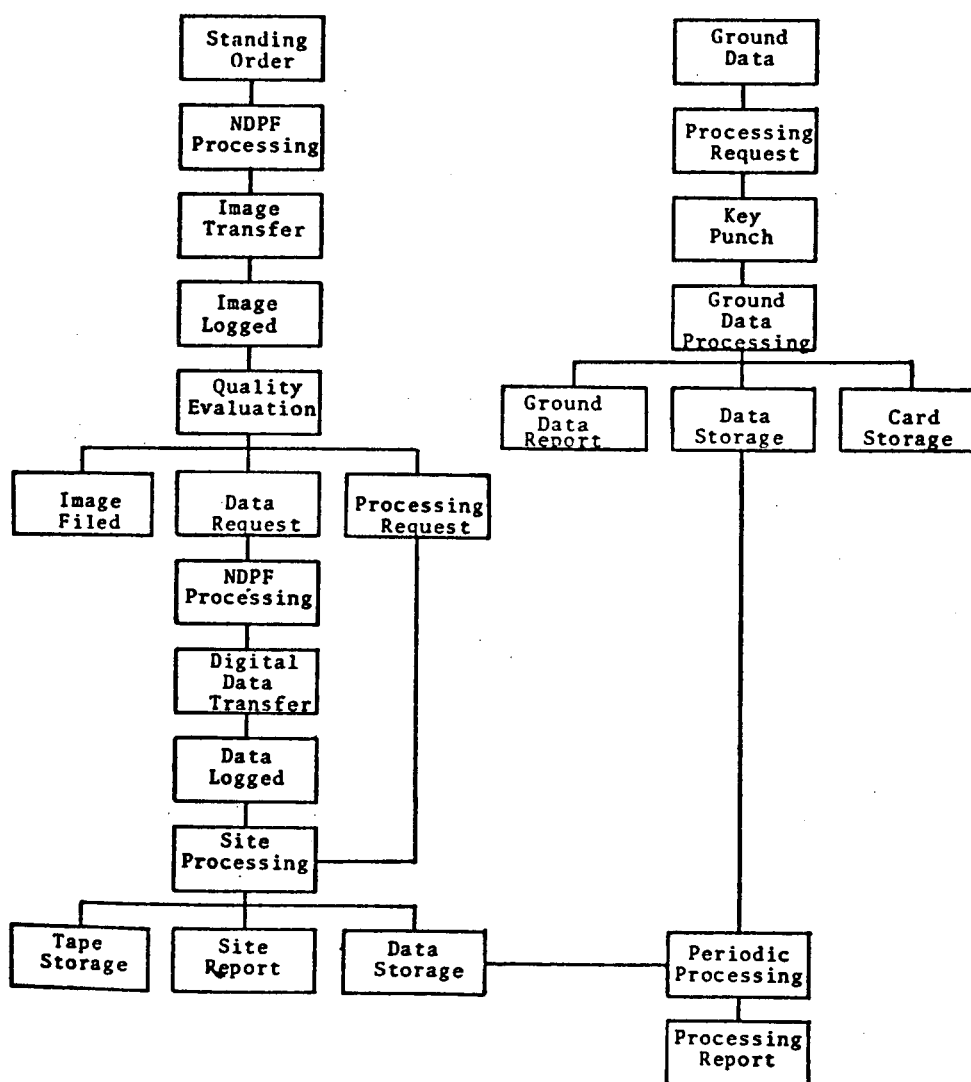 Standing
Order
NDPF
Processing
Image
Transfer
Image
Logged
Quality
Evaluation
Image
Filed
Data
Request
Processing
Request
NDPF
Processing
Digital
Data
Transfer
Data
Logged
Site
Processing
Tape
Storage
Site
Report
Data
Storage
Ground
Data
Processing
Request
Key
Punch
Ground
Data
Processing
Ground
Data
Report
Data
Storage
Card
Storage
Periodic
Processing
Processing
Report